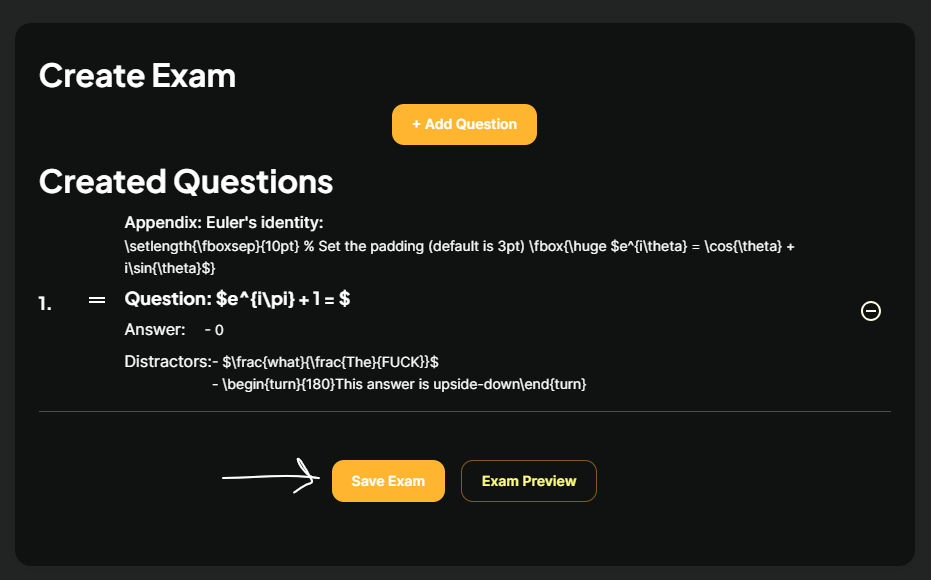 Create Exam
+ Add Question
Created Questions
Appendix: Euler's identity:
\setlength{\fboxsep}{10pt} % Set the padding (default is 3pt) \fbox{\huge $e^{i\theta} = \cos{\theta} +
i\sin{\theta}$}
1.
Question: $e^{i\pi} + 1 = $
Answer: - 0
Distractors:- $\frac{what}{\frac{The}{FUCK}}$
- \begin{turn}{180}This answer is upside-down\end{turn}
Save Exam
Exam Preview